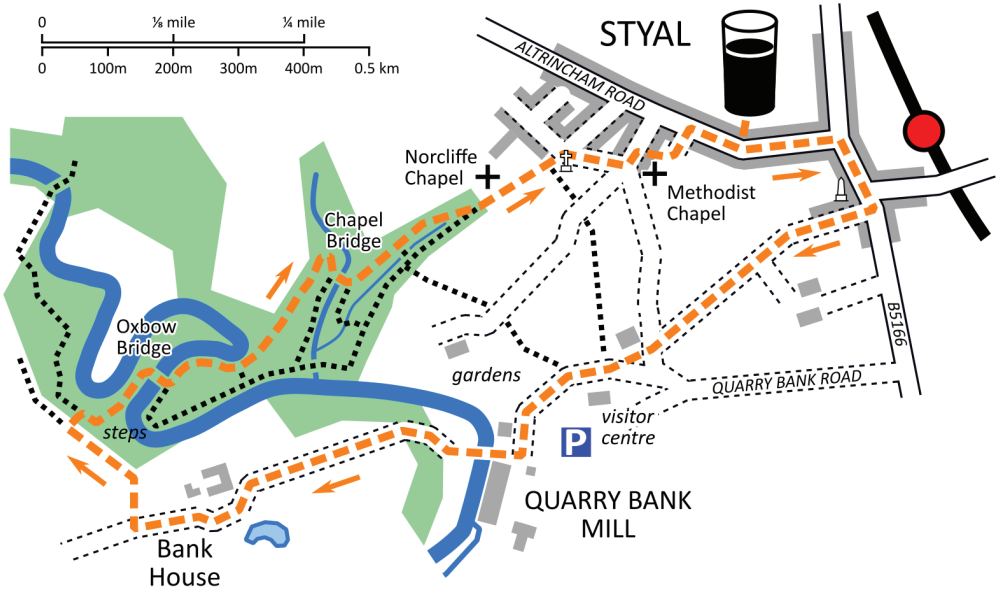 0 ⅛ mile ¼ mile
0 100m 200m 300m 400m 0.5 km
STYAL
ALTRINCHAM ROAD
Norcliffe
Chapel
Methodist
Chapel
Chapel
Bridge
Oxbow
Bridge
B5166
gardens
QUARRY BANK ROAD
steps
visitor
centre
P
QUARRY BANK
MILL
Bank
House